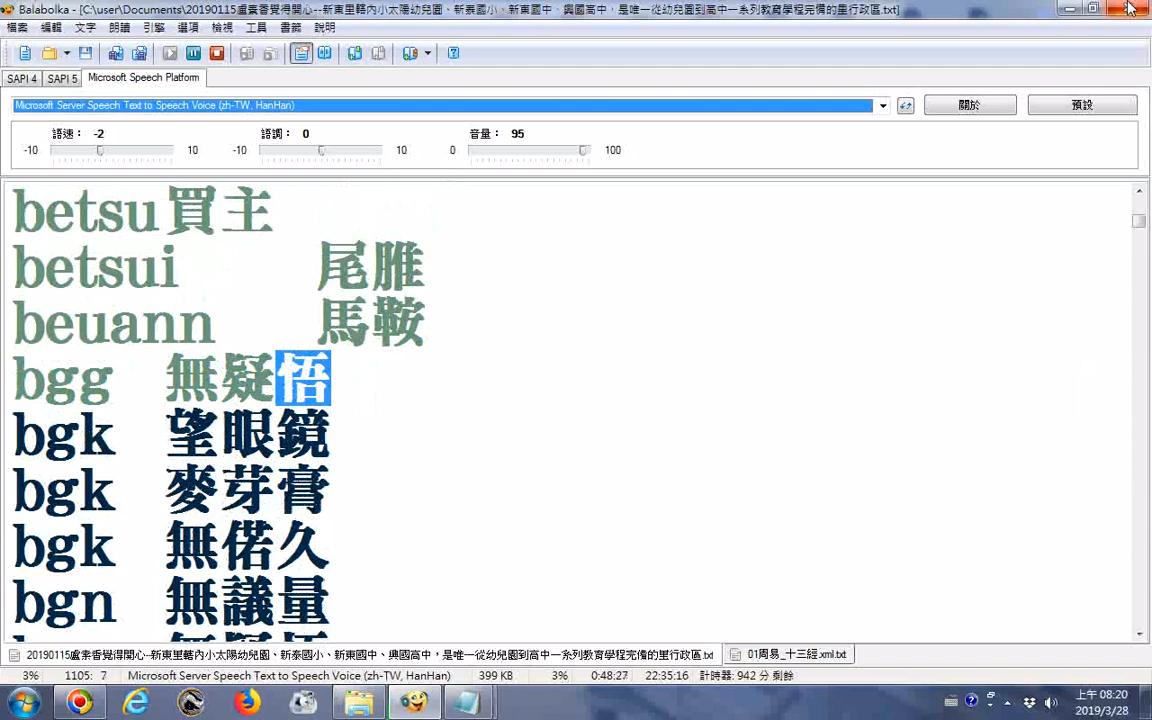 Balabolka - [C:\user\Documents\20190115盧素香覺得開心--新東里轄內小太陽幼兒園、新泰國小、新東國中、興國高中，是唯一從幼兒園到高中一系列教育學程完備的里行政區.txt]
檔案 編輯 文字 朗讀 引擎 選項 檢視 工具 書籤 說明
SAPI 4 SAPI 5 Microsoft Speech Platform
Microsoft Server Speech Text to Speech Voice (zh-TW, HanHan) 關於 預設
語速： -2 語調： 0 音量： 95
-10 10 -10 10 0 100
betsu買主
betsui 尾脽
beuann 馬鞍
bgg 無疑悟
bgk 望眼鏡
bgk 麥芽膏
bgk 無偌久
bgn 無議量
20190115盧素香覺得開心--新東里轄內小太陽幼兒園、新泰國小、新東國中、興國高中，是唯一從幼兒園到高中一系列教育學程完備的里行政區.txt 01周易_十三經.xml.txt
3% 1105: 7 Microsoft Server Speech Text to Speech Voice (zh-TW, HanHan) 399 KB 3% 0:48:27 22:35:16 計時器: 942 分 剩餘
上午 08:20
2019/3/28